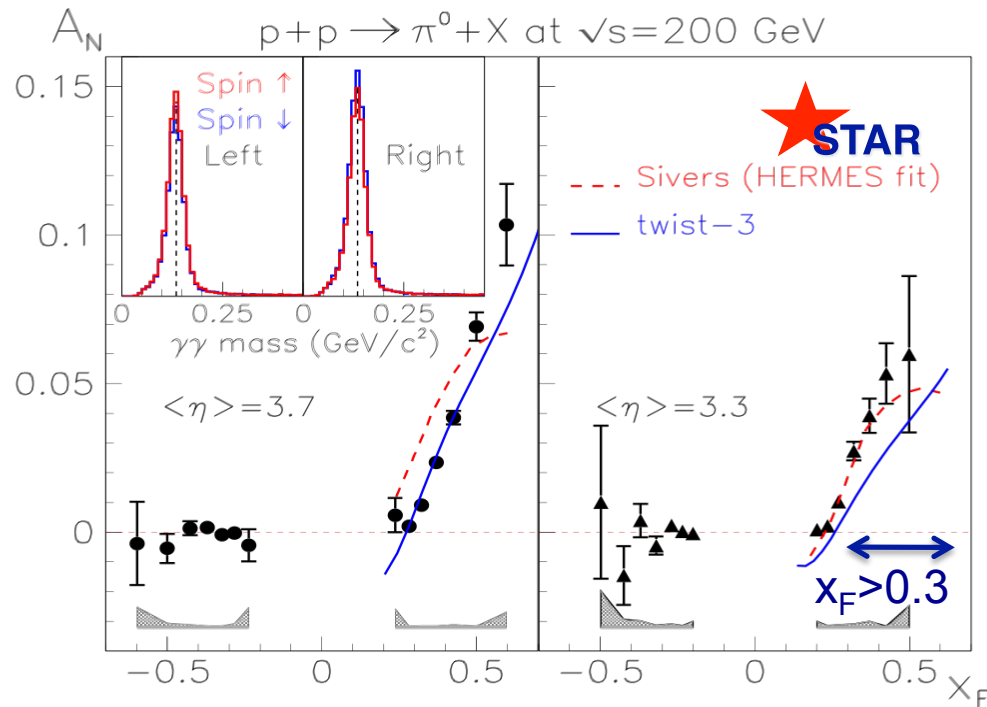 A_N
p+p → π⁰+X at √s=200 GeV
0.15
0.1
0.05
0
Spin ↑
Spin ↓
Left
Right
0
0.25
0
0.25
γγ mass (GeV/c²)
<η>=3.7
STAR
Sivers (HERMES fit)
twist−3
<η>=3.3
x_F>0.3
−0.5
0
0.5
−0.5
0
0.5
x_F